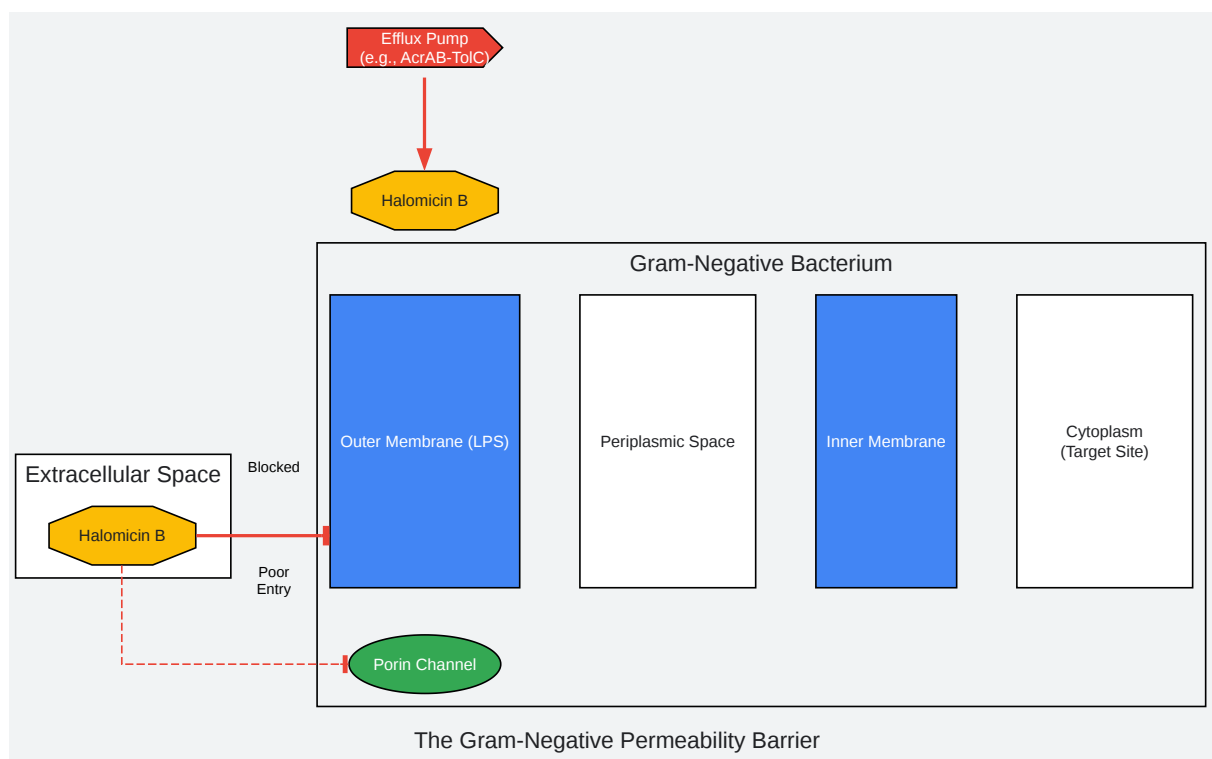 Efflux Pump
(e.g., AcrAB-TolC)
Halomicin B
Gram-Negative Bacterium
Outer Membrane (LPS)
Periplasmic Space
Inner Membrane
Cytoplasm
(Target Site)
Extracellular Space
Halomicin B
Blocked
Poor
Entry
Porin Channel
The Gram-Negative Permeability Barrier